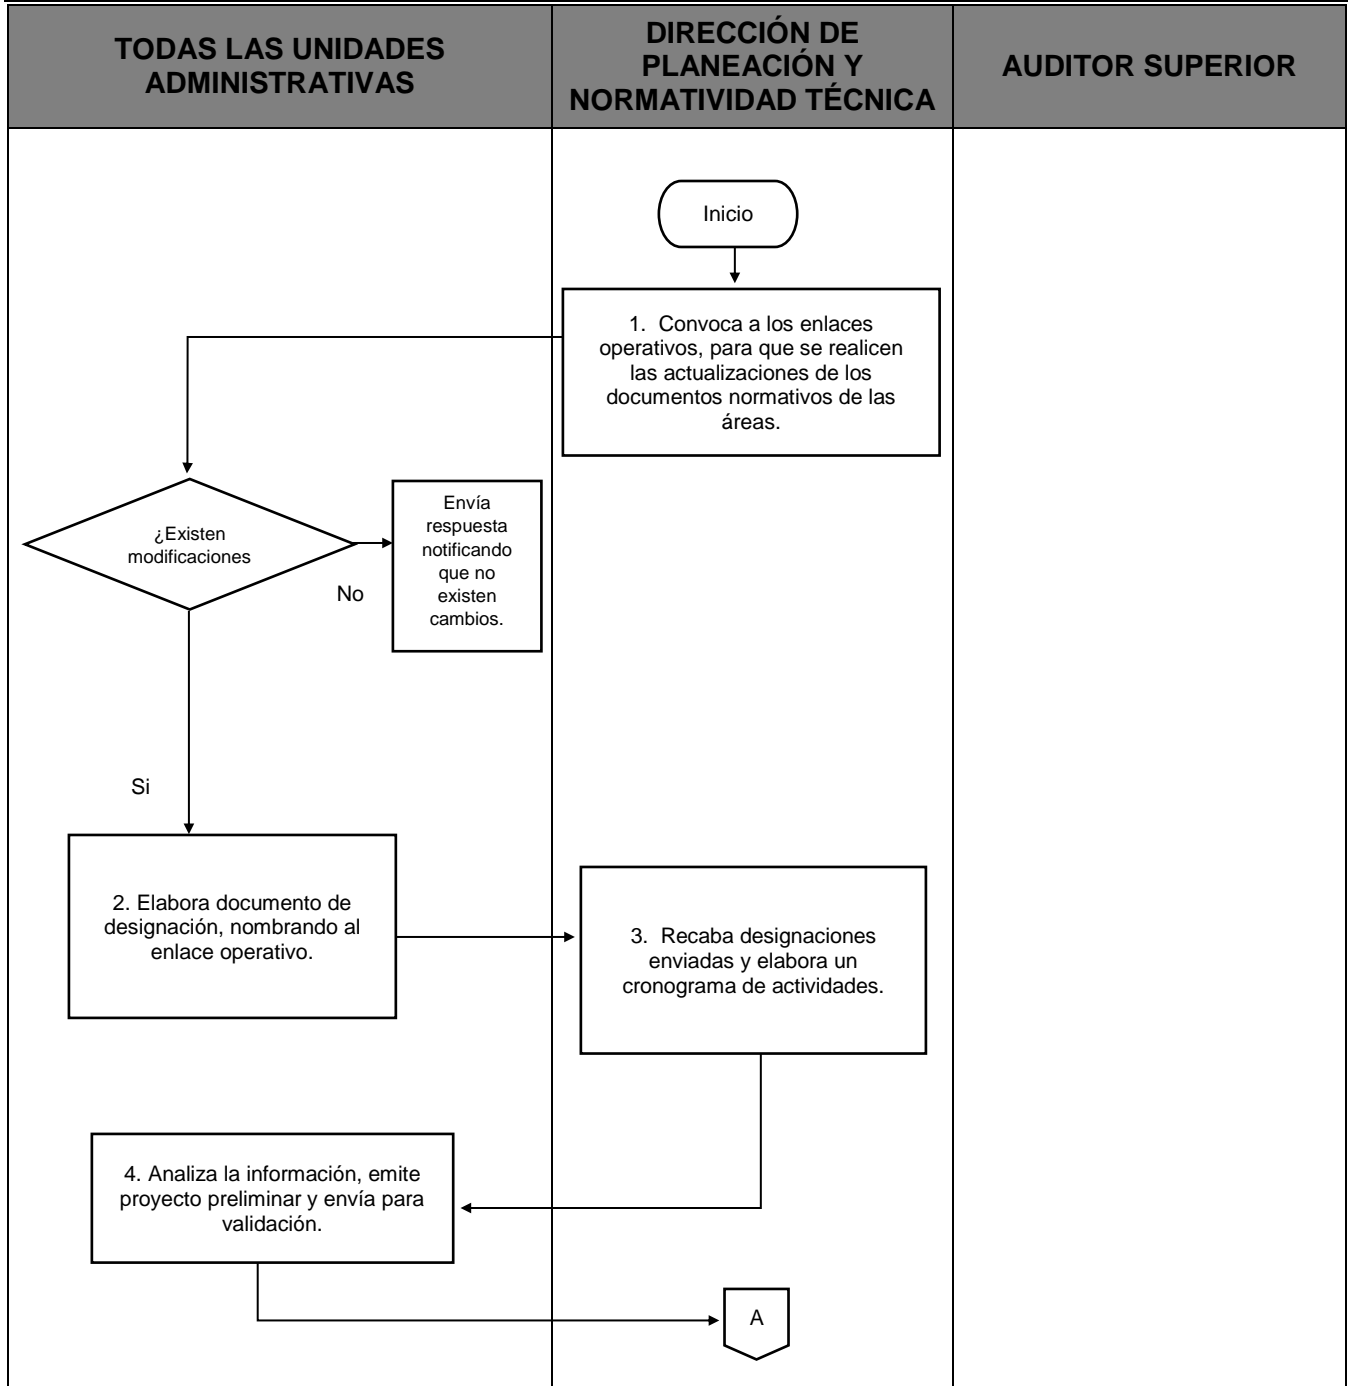 TODAS LAS UNIDADES
ADMINISTRATIVAS
DIRECCIÓN DE
PLANEACIÓN Y
NORMATIVIDAD TÉCNICA
AUDITOR SUPERIOR
Inicio
1. Convoca a los enlaces
operativos, para que se realicen
las actualizaciones de los
documentos normativos de las
áreas.
¿Existen
modificaciones
No
Envía
respuesta
notificando
que no
existen
cambios.
Si
2. Elabora documento de
designación, nombrando al
enlace operativo.
3. Recaba designaciones
enviadas y elabora un
cronograma de actividades.
4. Analiza la información, emite
proyecto preliminar y envía para
validación.
A